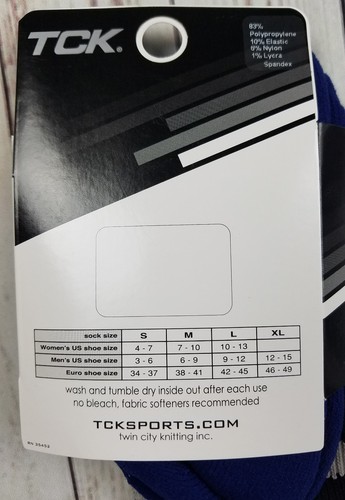 TCK®
83%
Polypropylene
10% Elastic
6% Nylon
1% Lycra
Spandex
sock size S M L XL
Women's US shoe size 4 - 7 7 - 10 10 - 13
Men's US shoe size 3 - 6 6 - 9 9 - 12 12 - 15
Euro shoe size 34 - 37 38 - 41 42 - 45 46 - 49
wash and tumble dry inside out after each use
no bleach, fabric softeners recommended
TCKSPORTS.COM
twin city knitting inc.